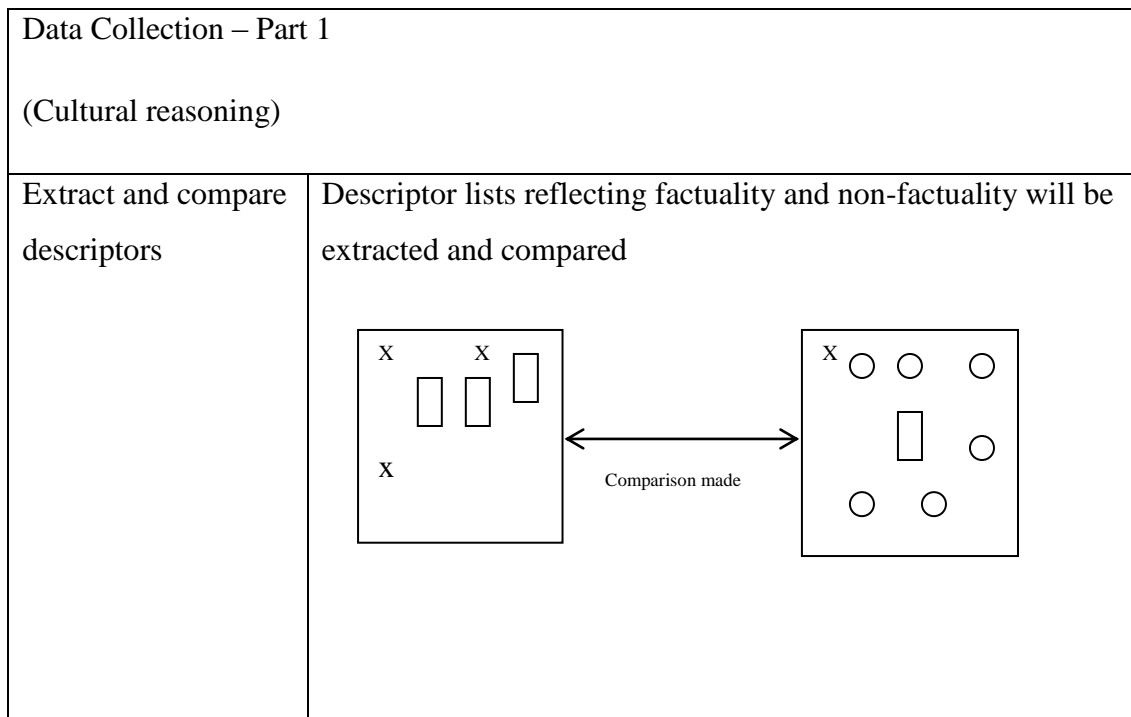 Data Collection – Part 1
(Cultural reasoning)
Extract and compare
descriptors
Descriptor lists reflecting factuality and non-factuality will be
extracted and compared
X X
X
Comparison made
X